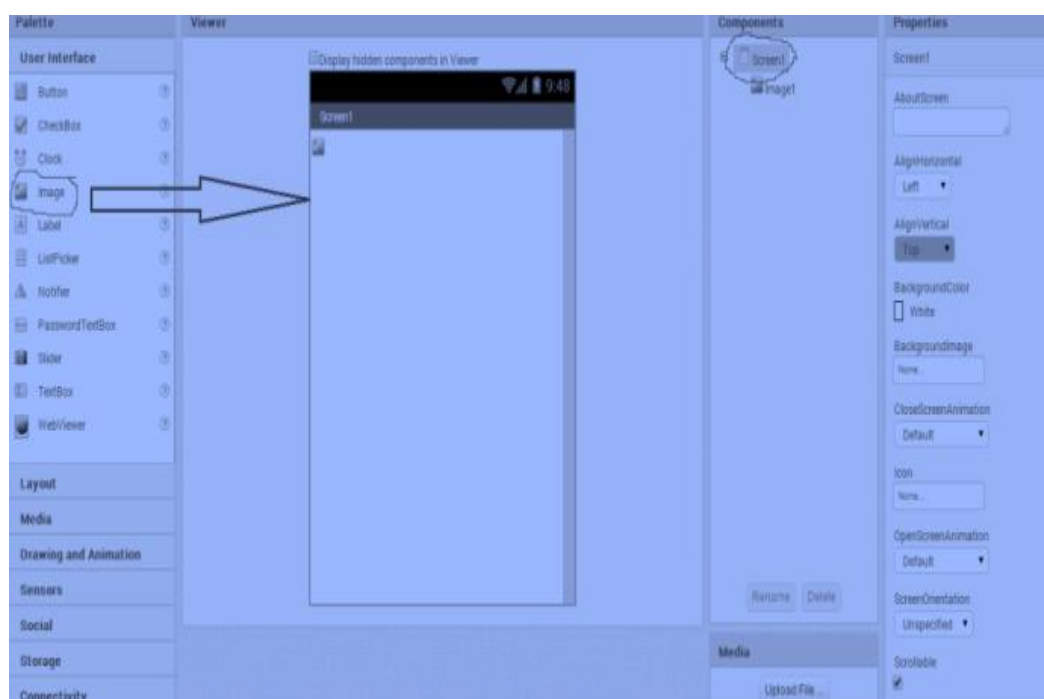 Palette
User Interface
Button
CheckBox
Clock
Image
Label
ListPicker
Notifier
PasswordTextBox
Slider
TextBox
WebViewer
Layout
Media
Drawing and Animation
Sensors
Social
Storage
Connectivity
Viewer
Display hidden components in Viewer
9:48
Screen1
Components
Screen1
Image1
Rename Delete
Media
Upload File ...
Properties
Screen1
AboutScreen
AlignHorizontal
Left
AlignVertical
Top
BackgroundColor
White
BackgroundImage
None...
CloseScreenAnimation
Default
Icon
None...
OpenScreenAnimation
Default
ScreenOrientation
Unspecified
Scrollable